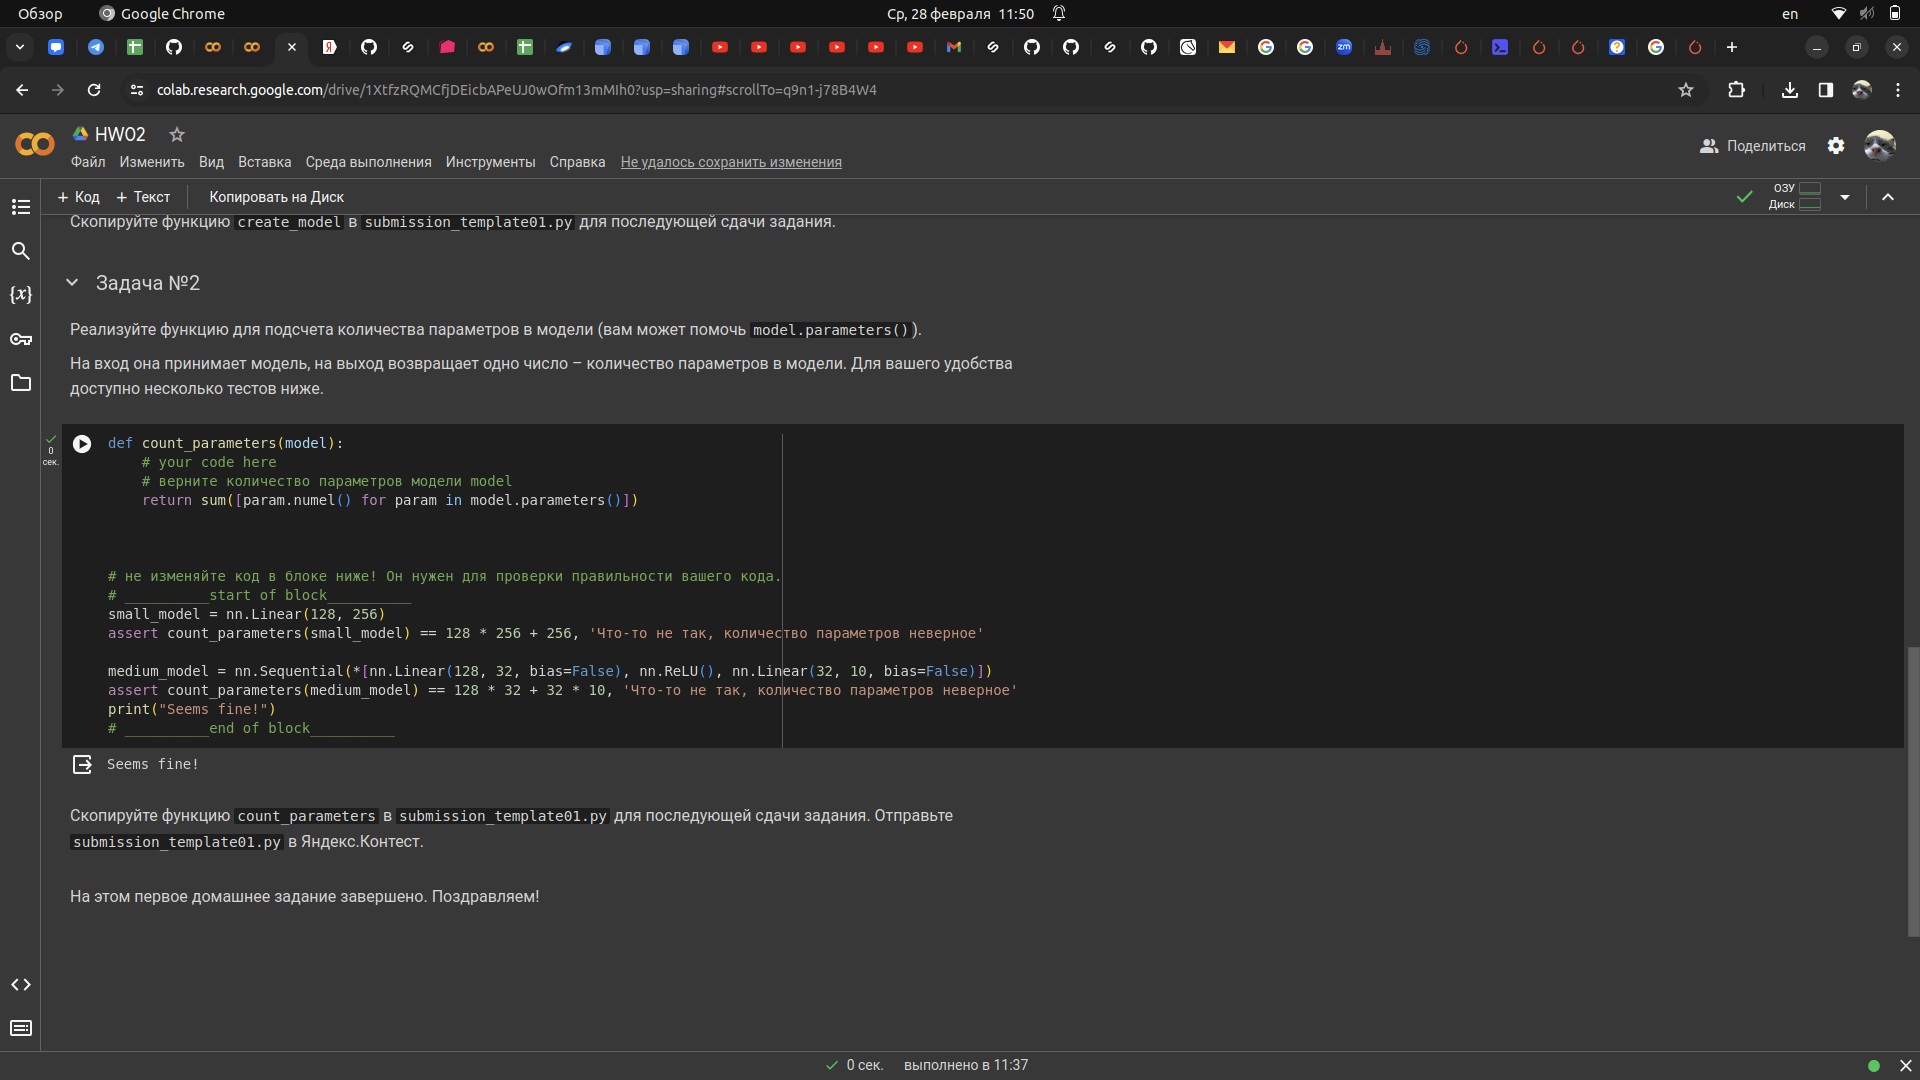 Обзор
Google Chrome
Ср, 28 февраля 11:50
en
colab.research.google.com/drive/1XtfzRQMCfjDEicbAPeUJ0wOfm13mMIh0?usp=sharing#scrollTo=q9n1-j78B4W4
HW02
Файл Изменить Вид Вставка Среда выполнения Инструменты Справка Не удалось сохранить изменения
Поделиться
+ Код + Текст Копировать на Диск
ОЗУ
Диск
Скопируйте функцию create_model в submission_template01.py для последующей сдачи задания.
Задача №2
Реализуйте функцию для подсчета количества параметров в модели (вам может помочь model.parameters()).
На вход она принимает модель, на выход возвращает одно число – количество параметров в модели. Для вашего удобства
доступно несколько тестов ниже.
0
сек.
def count_parameters(model):
    # your code here
    # верните количество параметров модели model
    return sum([param.numel() for param in model.parameters()])
# не изменяйте код в блоке ниже! Он нужен для проверки правильности вашего кода.
# __________start of block__________
small_model = nn.Linear(128, 256)
assert count_parameters(small_model) == 128 * 256 + 256, 'Что-то не так, количество параметров неверное'
medium_model = nn.Sequential(*[nn.Linear(128, 32, bias=False), nn.ReLU(), nn.Linear(32, 10, bias=False)])
assert count_parameters(medium_model) == 128 * 32 + 32 * 10, 'Что-то не так, количество параметров неверное'
print("Seems fine!")
# __________end of block__________
Seems fine!
Скопируйте функцию count_parameters в submission_template01.py для последующей сдачи задания. Отправьте
submission_template01.py в Яндекс.Контест.
На этом первое домашнее задание завершено. Поздравляем!
0 сек. выполнено в 11:37